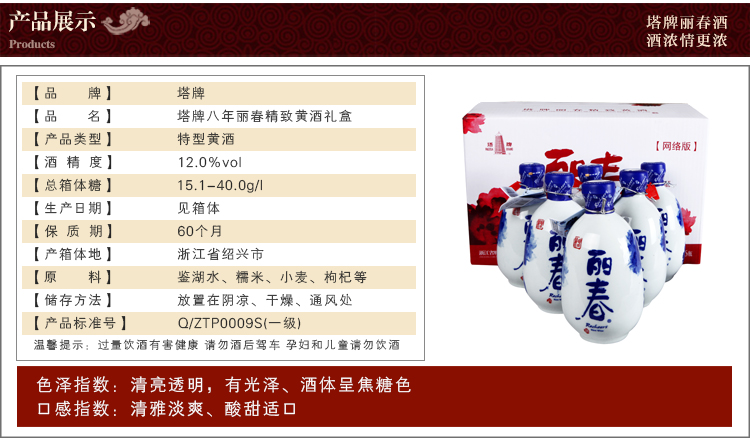 产品展示
Products
塔牌丽春酒
酒浓情更浓
【 品 牌 】 塔牌
【 品 名 】 塔牌八年丽春精致黄酒礼盒
【 产品类型 】 特型黄酒
【 酒 精 度 】 12.0%vol
【 总箱体糖 】 15.1-40.0g/l
【 生产日期 】 见箱体
【 保 质 期 】 60个月
【 产箱体地 】 浙江省绍兴市
【 原 料 】 鉴湖水、糯米、小麦、枸杞等
【 储存方法 】 放置在阴凉、干燥、通风处
【 产品标准号 】 Q/ZTP0009S(一级)
温馨提示: 过量饮酒有害健康 请勿酒后驾车 孕妇和儿童请勿饮酒
塔 牌
【网络版】
丽春
丽春
色泽指数: 清亮透明, 有光泽、酒体呈焦糖色
口感指数: 清雅淡爽、酸甜适口